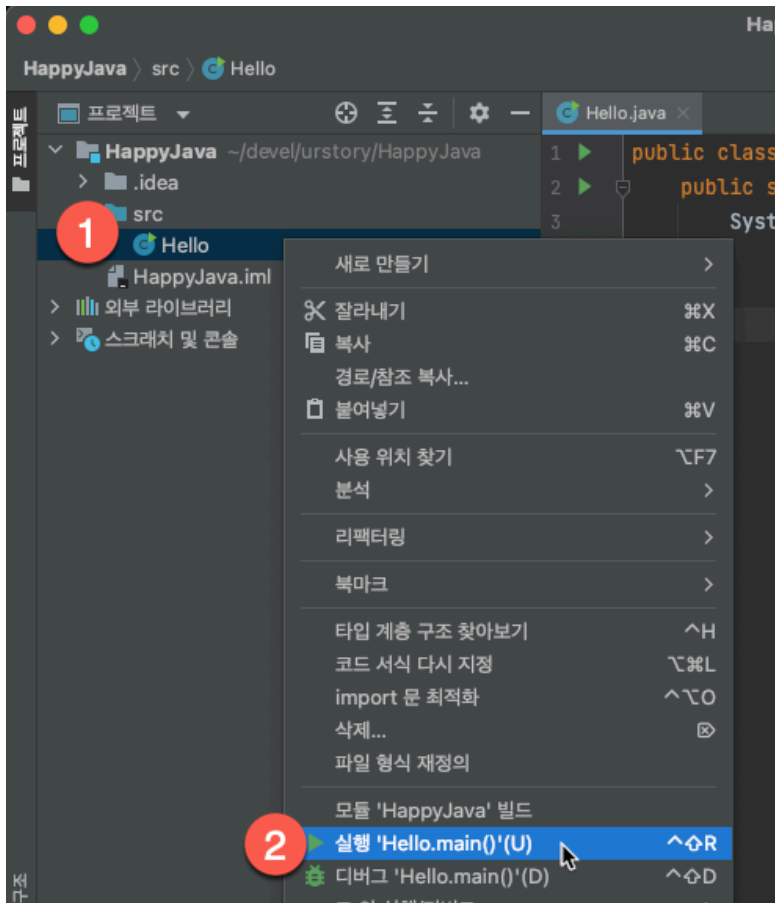 Ha
HappyJava 〉 src 〉 Hello
프로젝트
프로젝트
Hello.java ×
HappyJava ~/devel/urstory/HappyJava
.idea
src
1
Hello
HappyJava.iml
외부 라이브러리
스크래치 및 콘솔
1 public class
2 public s
3 Syst
새로 만들기
잘라내기 ⌘X
복사 ⌘C
경로/참조 복사...
붙여넣기 ⌘V
사용 위치 찾기 ⌥F7
분석
리팩터링
북마크
타입 계층 구조 찾아보기 ^H
코드 서식 다시 지정 ⌥⌘L
import 문 최적화 ^⌥O
삭제... ⌦
파일 형식 재정의
모듈 'HappyJava' 빌드
2
실행 'Hello.main()'(U) ^⇧R
디버그 'Hello.main()'(D) ^⇧D
구조